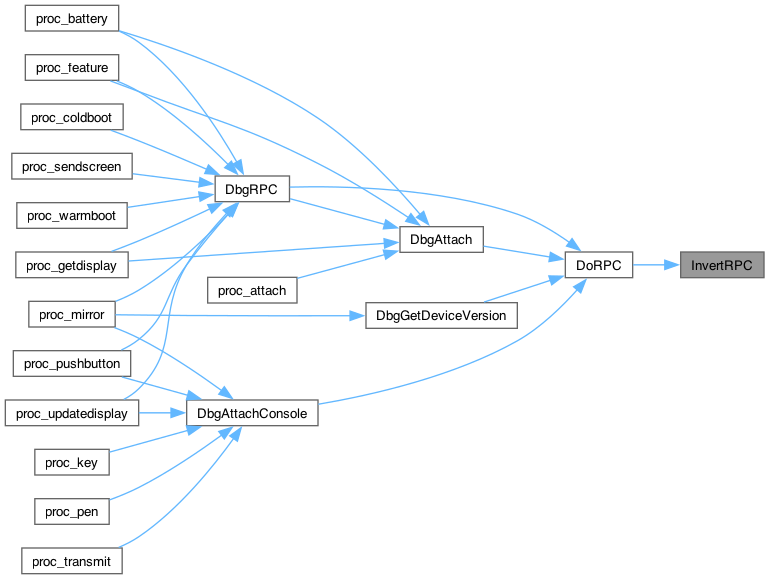 proc_battery
proc_feature
proc_coldboot
proc_sendscreen
DbgRPC
proc_warmboot
DbgAttach
proc_getdisplay
DoRPC
InvertRPC
proc_attach
proc_mirror
DbgGetDeviceVersion
proc_pushbutton
proc_updatedisplay
DbgAttachConsole
proc_key
proc_pen
proc_transmit